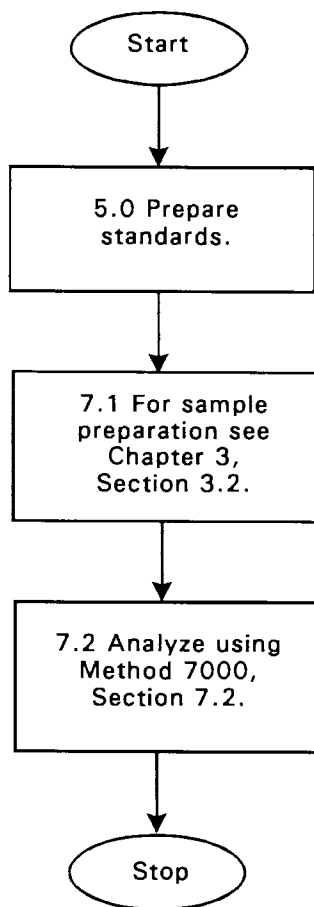 Start
5.0 Prepare
standards.
7.1 For sample
preparation see
Chapter 3,
Section 3.2.
7.2 Analyze using
Method 7000,
Section 7.2.
Stop